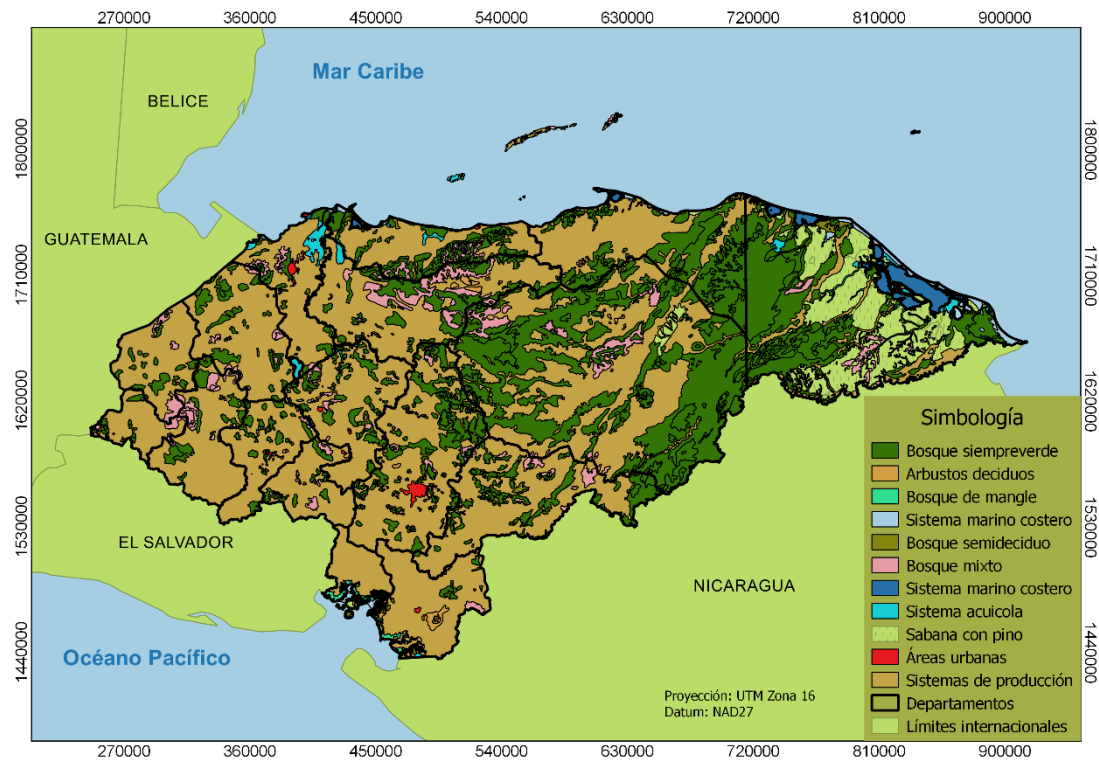 270000 360000 450000 540000 630000 720000 810000 900000
Mar Caribe
BELICE
1800000
1800000
GUATEMALA
1710000
1710000
1620000
1620000
Simbología
Bosque siempreverde
Arbustos deciduos
Bosque de mangle
Sistema marino costero
Bosque semideciduo
Bosque mixto
Sistema marino costero
Sistema acuicola
Sabana con pino
Áreas urbanas
Sistemas de producción
Departamentos
Límites internacionales
1530000
1530000
EL SALVADOR
NICARAGUA
1440000
1440000
Océano Pacífico
Proyección: UTM Zona 16
Datum: NAD27
270000 360000 450000 540000 630000 720000 810000 900000